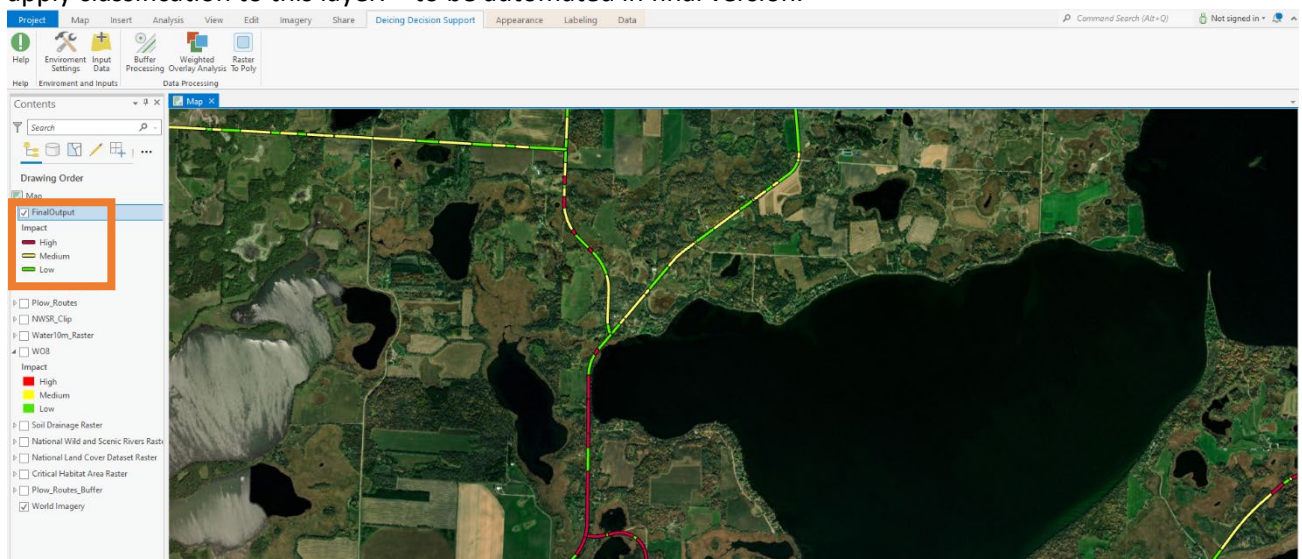 apply classification to this layer. – to be automated in final version.
Project Map Insert Analysis View Edit Imagery Share Deicing Decision Support Appearance Labeling Data Command Search (Alt+Q) Not signed in
Help Enviroment Settings Input Data Buffer Processing Weighted Overlay Analysis Raster To Poly
Help Enviroment and Inputs Data Processing
Contents Map
Search
Drawing Order
Map
FinalOutput
Impact
High
Medium
Low
Plow_Routes
NWSR_Clip
Water10m_Raster
WO8
Impact
High
Medium
Low
Soil Drainage Raster
National Wild and Scenic Rivers Raste
National Land Cover Dataset Raster
Critical Habitat Area Raster
Plow_Routes_Buffer
World Imagery